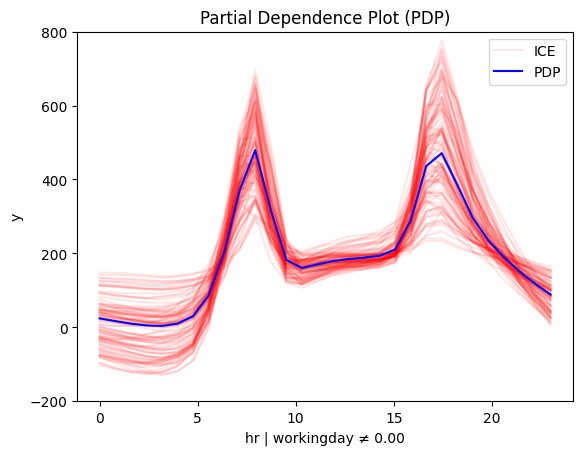 Partial Dependence Plot (PDP)
ICE
PDP
800
600
400
200
0
−200
y
0 5 10 15 20
hr | workingday ≠ 0.00